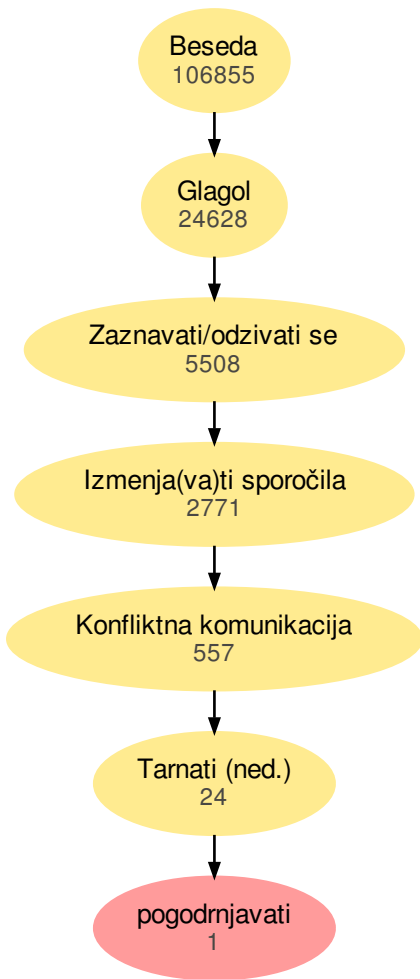 Beseda
106855
Glagol
24628
Zaznavati/odzivati se
5508
Izmenja(va)ti sporočila
2771
Konfliktna komunikacija
557
Tarnati (ned.)
24
pogodrnjavati
1